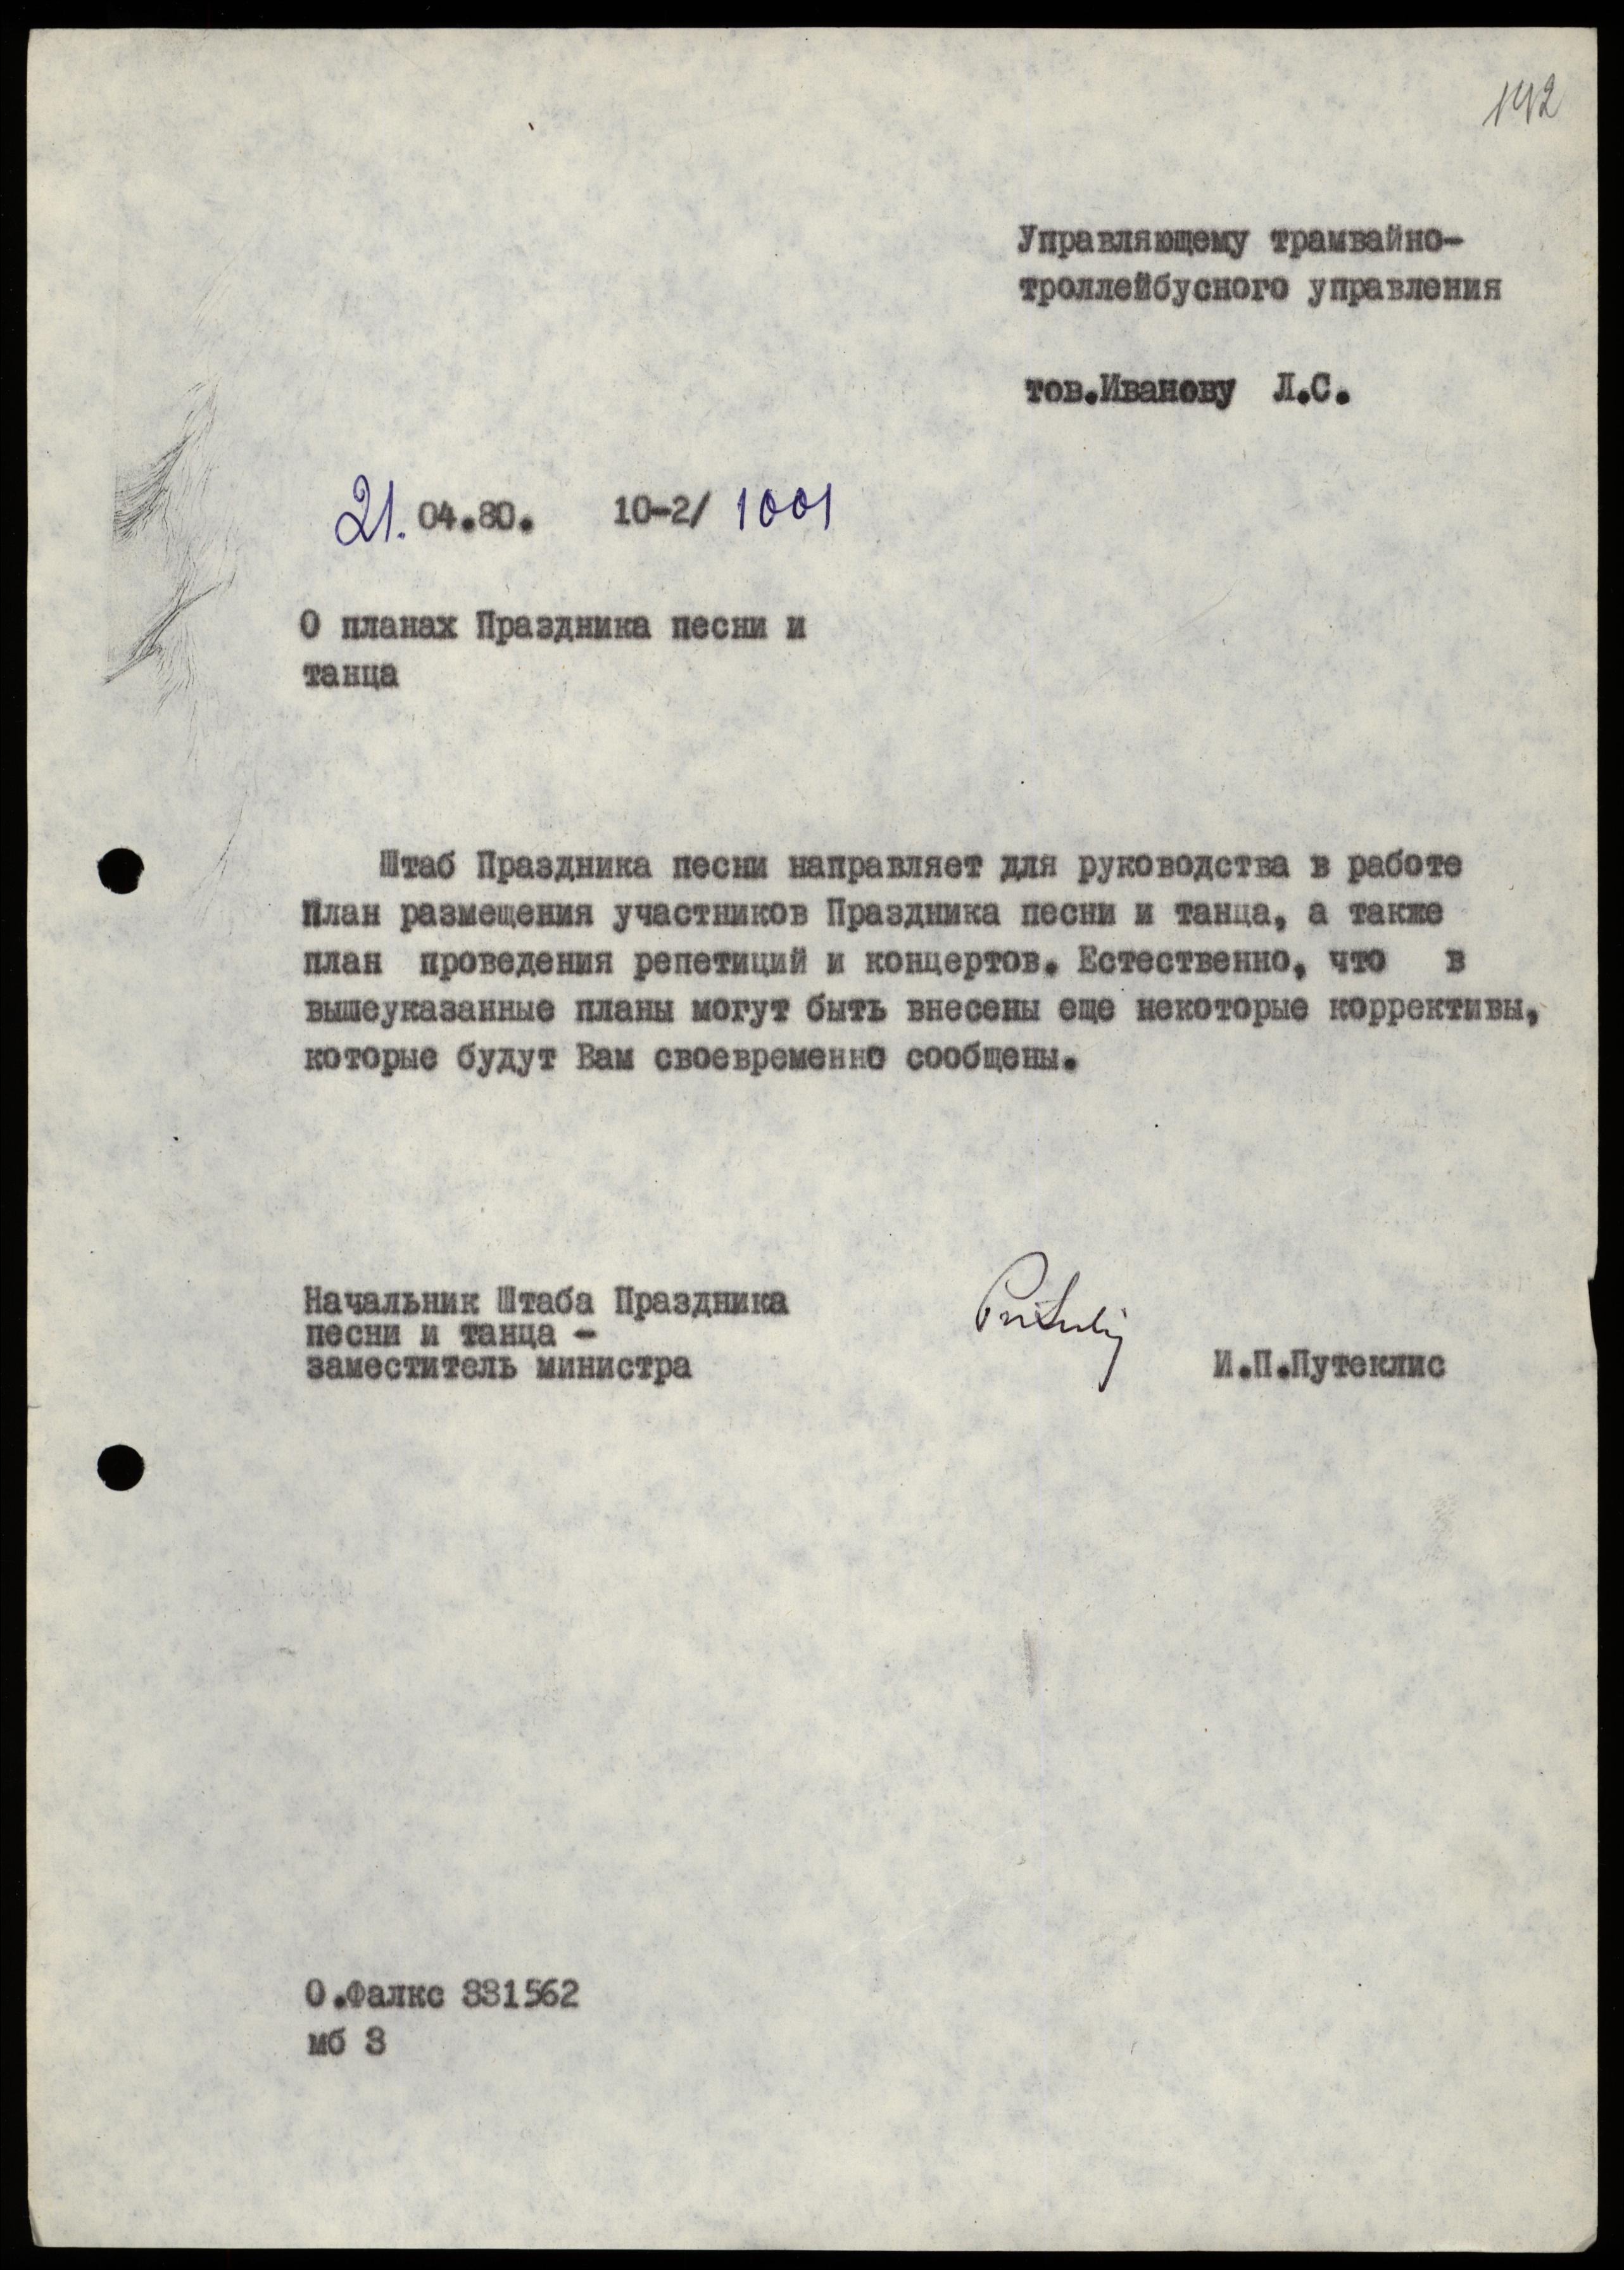 142
Управляющему трамвайно-
троллейбусного управления
тов.Иванову Л.С.
21.04.80. 10-2/ 1001
О планах Праздника песни и
танца
Штаб Праздника песни направляет для руководства в работе
План размещения участников Праздника песни и танца, а также
план проведения репетиций и концертов. Естественно, что в
вышеуказанные планы могут быть внесены еще некоторые коррективы,
которые будут Вам своевременно сообщены.
Начальник Штаба Праздника
песни и танца -
заместитель министра
И.П.Путеклис
О.Фалкс 331562
мб 3